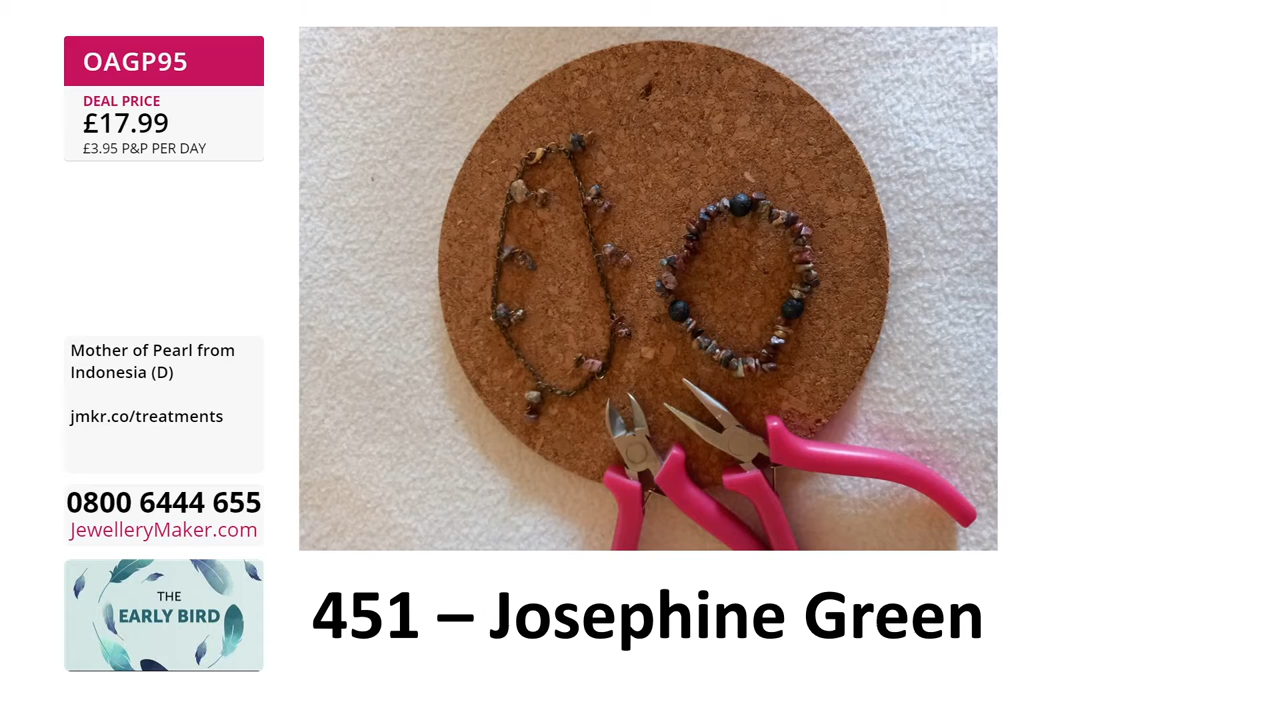 OAGP95
DEAL PRICE
£17.99
£3.95 P&P PER DAY
Mother of Pearl from
Indonesia (D)
jmkr.co/treatments
0800 6444 655
JewelleryMaker.com
THE
EARLY BIRD
451 – Josephine Green